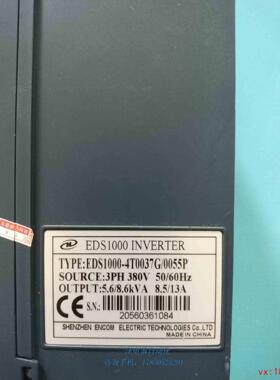 EDS1000 INVERTER
TYPE:EDS1000-4T0037G/0055P
SOURCE:3PH 380V 50/60Hz
OUTPUT:5.6/8.6kVA 8.5/13A
CE S.N.:
20560361084
SHENZHEN ENCOM ELECTRIC TECHNOLOGIES Co., LTD.
MADE IN CHINA